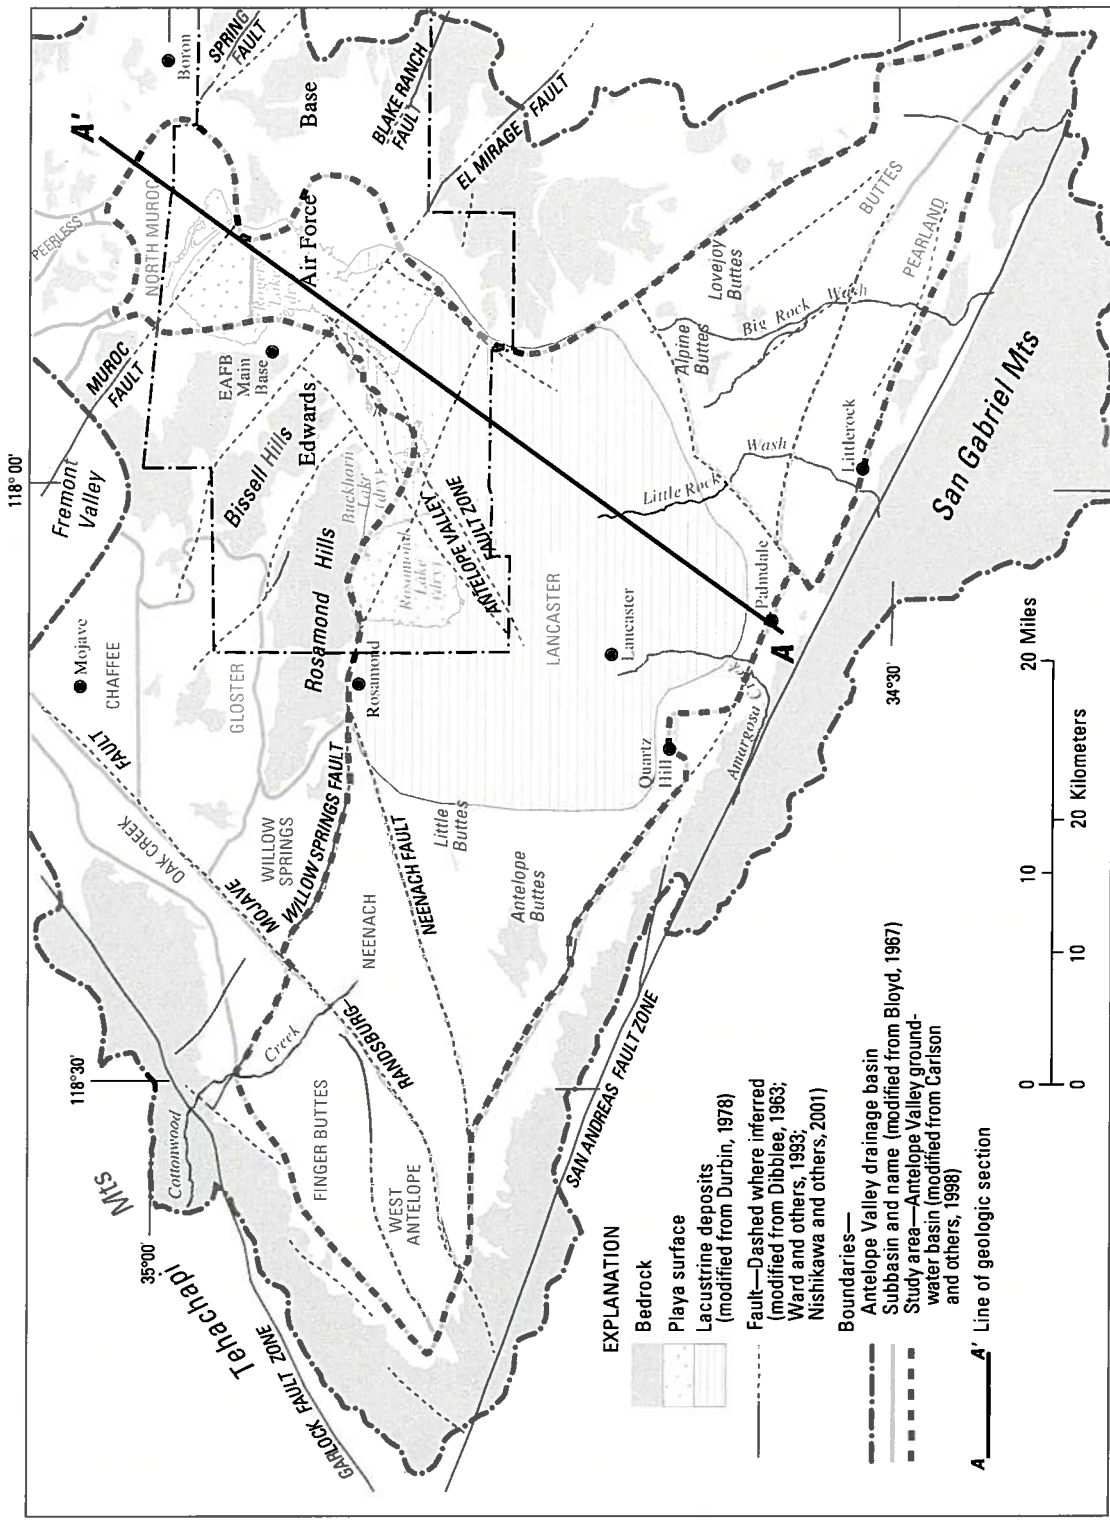 118° 00'
118°30'
35°00'
34°30'
Tehachapi
Mts
GARLOCK FAULT ZONE
Cottonwood
Creek
OAK CREEK
MOJAVE
FAULT
RANDSBURG–
Mojave
CHAFFEE
GLOSTER
WILLOW
SPRINGS
WILLOW SPRINGS FAULT
Fremont
Valley
MUROC
FAULT
PEERLESS
NORTH MUROC
A'
Boron
SPRING
FAULT
Base
BLAKE RANCH
FAULT
EL MIRAGE FAULT
Air Force
Rogers
Lake
(dry)
EAFB
Main
Base
Edwards
Bissell Hills
Rosamond Hills
Buckhorn
Lake
(dry)
Rosamond
Lake
(dry)
ANTELOPE VALLEY
FAULT ZONE
Rosamond
FINGER BUTTES
WEST
ANTELOPE
NEENACH
NEENACH FAULT
Little
Buttes
Antelope
Buttes
LANCASTER
Lancaster
Quartz
Hill
Palmdale
A
Amargosa Creek
Little Rock
Wash
Littlerock
Alpine
Buttes
Lovejoy
Buttes
Big Rock Wash
BUTTES
PEARLAND
San Gabriel Mts
SAN ANDREAS FAULT ZONE
EXPLANATION
Bedrock
Playa surface
Lacustrine deposits
(modified from Durbin, 1978)
Fault—Dashed where inferred
(modified from Dibblee, 1963;
Ward and others, 1993;
Nishikawa and others, 2001)
Boundaries—
Antelope Valley drainage basin
Subbasin and name (modified from Bloyd, 1967)
Study area—Antelope Valley ground-
water basin (modified from Carlson
and others, 1998)
A A' Line of geologic section
0 10 20 Miles
0 10 20 Kilometers